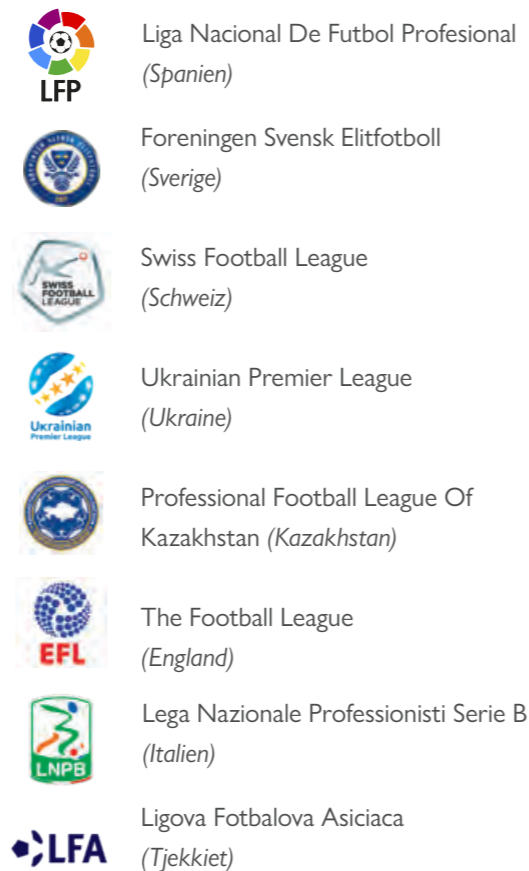 LFP
Liga Nacional De Futbol Profesional
(Spanien)
Foreningen Svensk Elitfotboll
(Sverige)
SWISS
FOOTBALL
LEAGUE
Swiss Football League
(Schweiz)
Ukrainian
Premier League
Ukrainian Premier League
(Ukraine)
Professional Football League Of
Kazakhstan (Kazakhstan)
EFL
The Football League
(England)
LNPB
Lega Nazionale Professionisti Serie B
(Italien)
LFA
Ligova Fotbalova Asiciaca
(Tjekkiet)